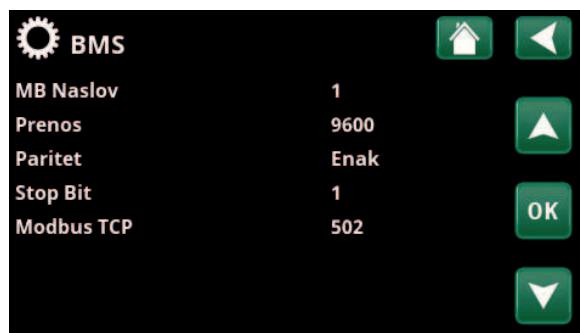 BMS
MB Naslov 1
Prenos 9600
Paritet Enak
Stop Bit 1
Modbus TCP 502
OK